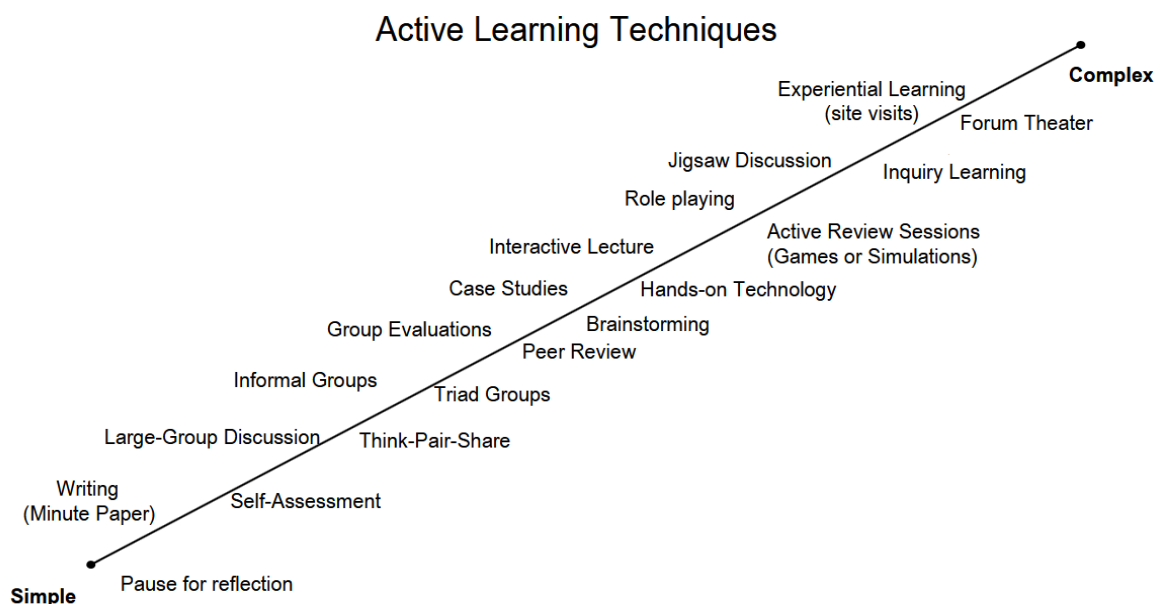 Active Learning Techniques
Complex
Experiential Learning
(site visits)
Forum Theater
Jigsaw Discussion
Inquiry Learning
Role playing
Active Review Sessions
(Games or Simulations)
Interactive Lecture
Case Studies
Hands-on Technology
Group Evaluations
Brainstorming
Peer Review
Informal Groups
Triad Groups
Large-Group Discussion
Think-Pair-Share
Writing
(Minute Paper)
Self-Assessment
Pause for reflection
Simple